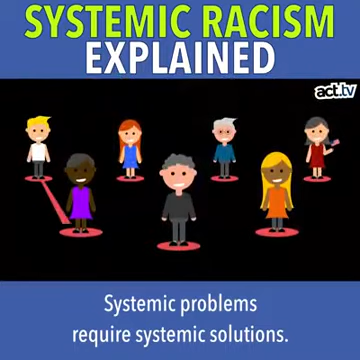 SYSTEMIC RACISM
EXPLAINED
act.tv
Systemic problems
require systemic solutions.